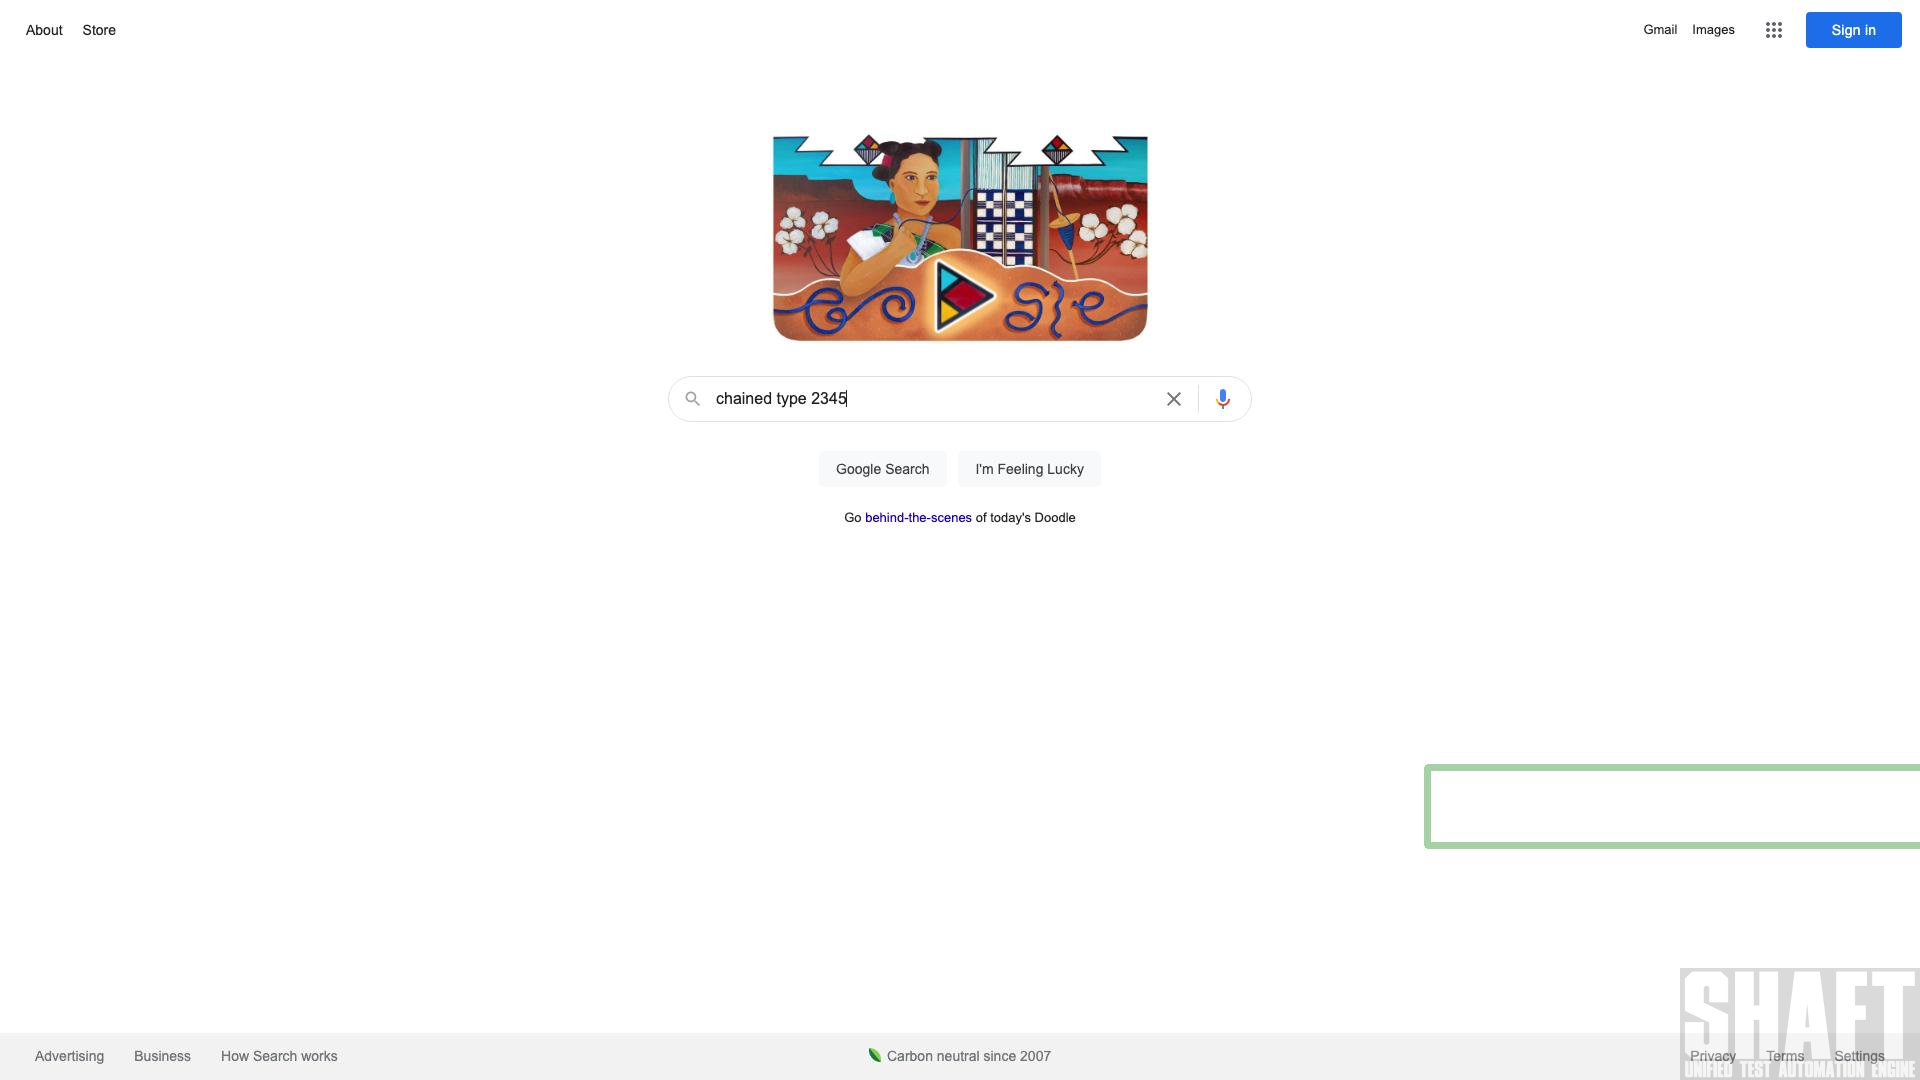 About Store
Gmail Images
Sign in
chained type 2345
Google Search
I'm Feeling Lucky
Go behind-the-scenes of today's Doodle
Advertising Business How Search works
Carbon neutral since 2007
Privacy Terms Settings
SHAFT
UNIFIED TEST AUTOMATION ENGINE